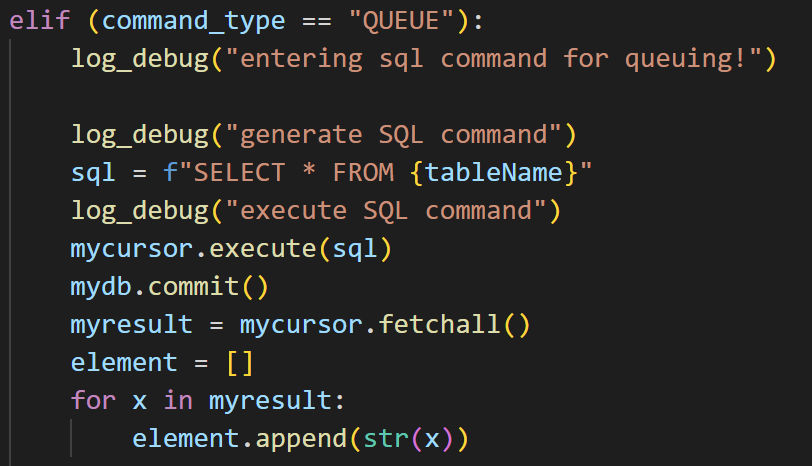 elif (command_type == "QUEUE"):
    log_debug("entering sql command for queuing!")

    log_debug("generate SQL command")
    sql = f"SELECT * FROM {tableName}"
    log_debug("execute SQL command")
    mycursor.execute(sql)
    mydb.commit()
    myresult = mycursor.fetchall()
    element = []
    for x in myresult:
        element.append(str(x))